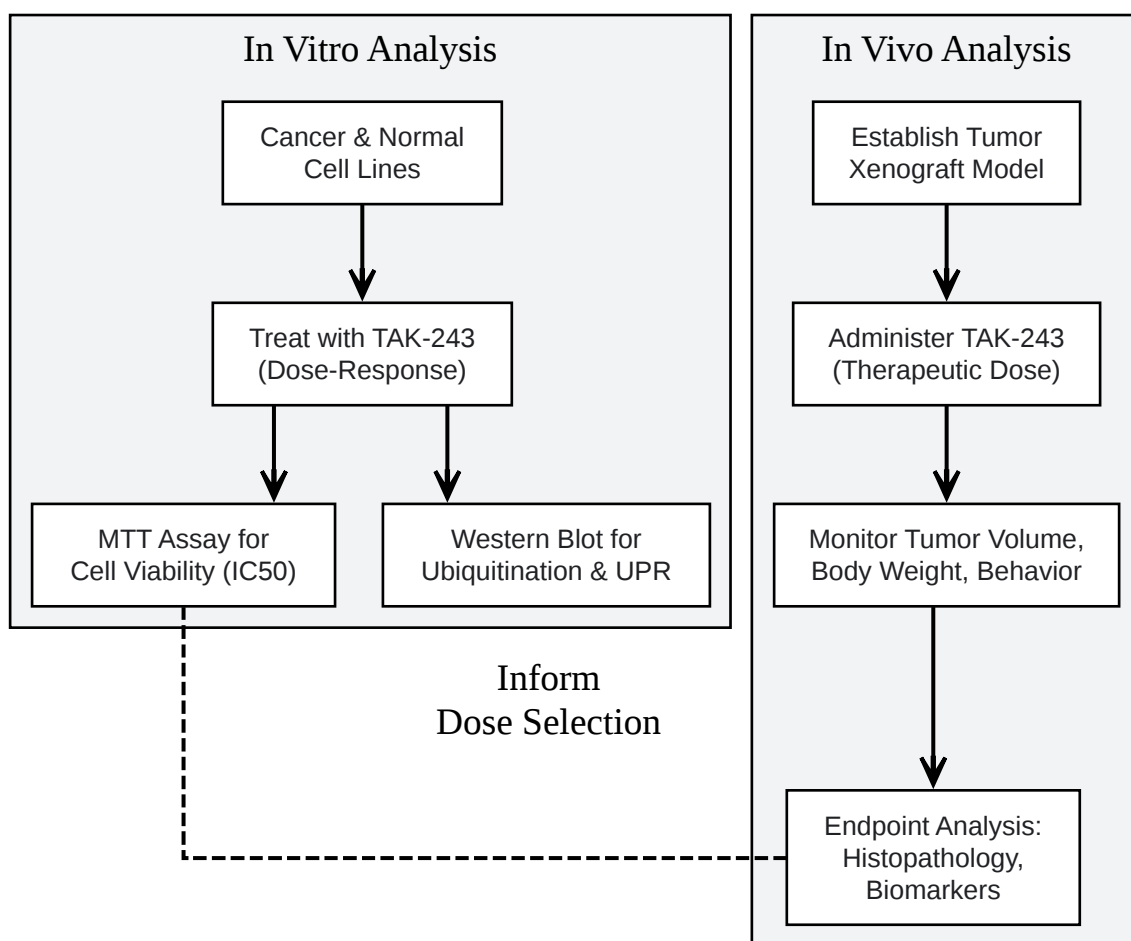 In Vitro Analysis
Cancer & Normal
Cell Lines
Treat with TAK-243
(Dose-Response)
MTT Assay for
Cell Viability (IC50)
Western Blot for
Ubiquitination & UPR
Inform
Dose Selection
In Vivo Analysis
Establish Tumor
Xenograft Model
Administer TAK-243
(Therapeutic Dose)
Monitor Tumor Volume,
Body Weight, Behavior
Endpoint Analysis:
Histopathology,
Biomarkers